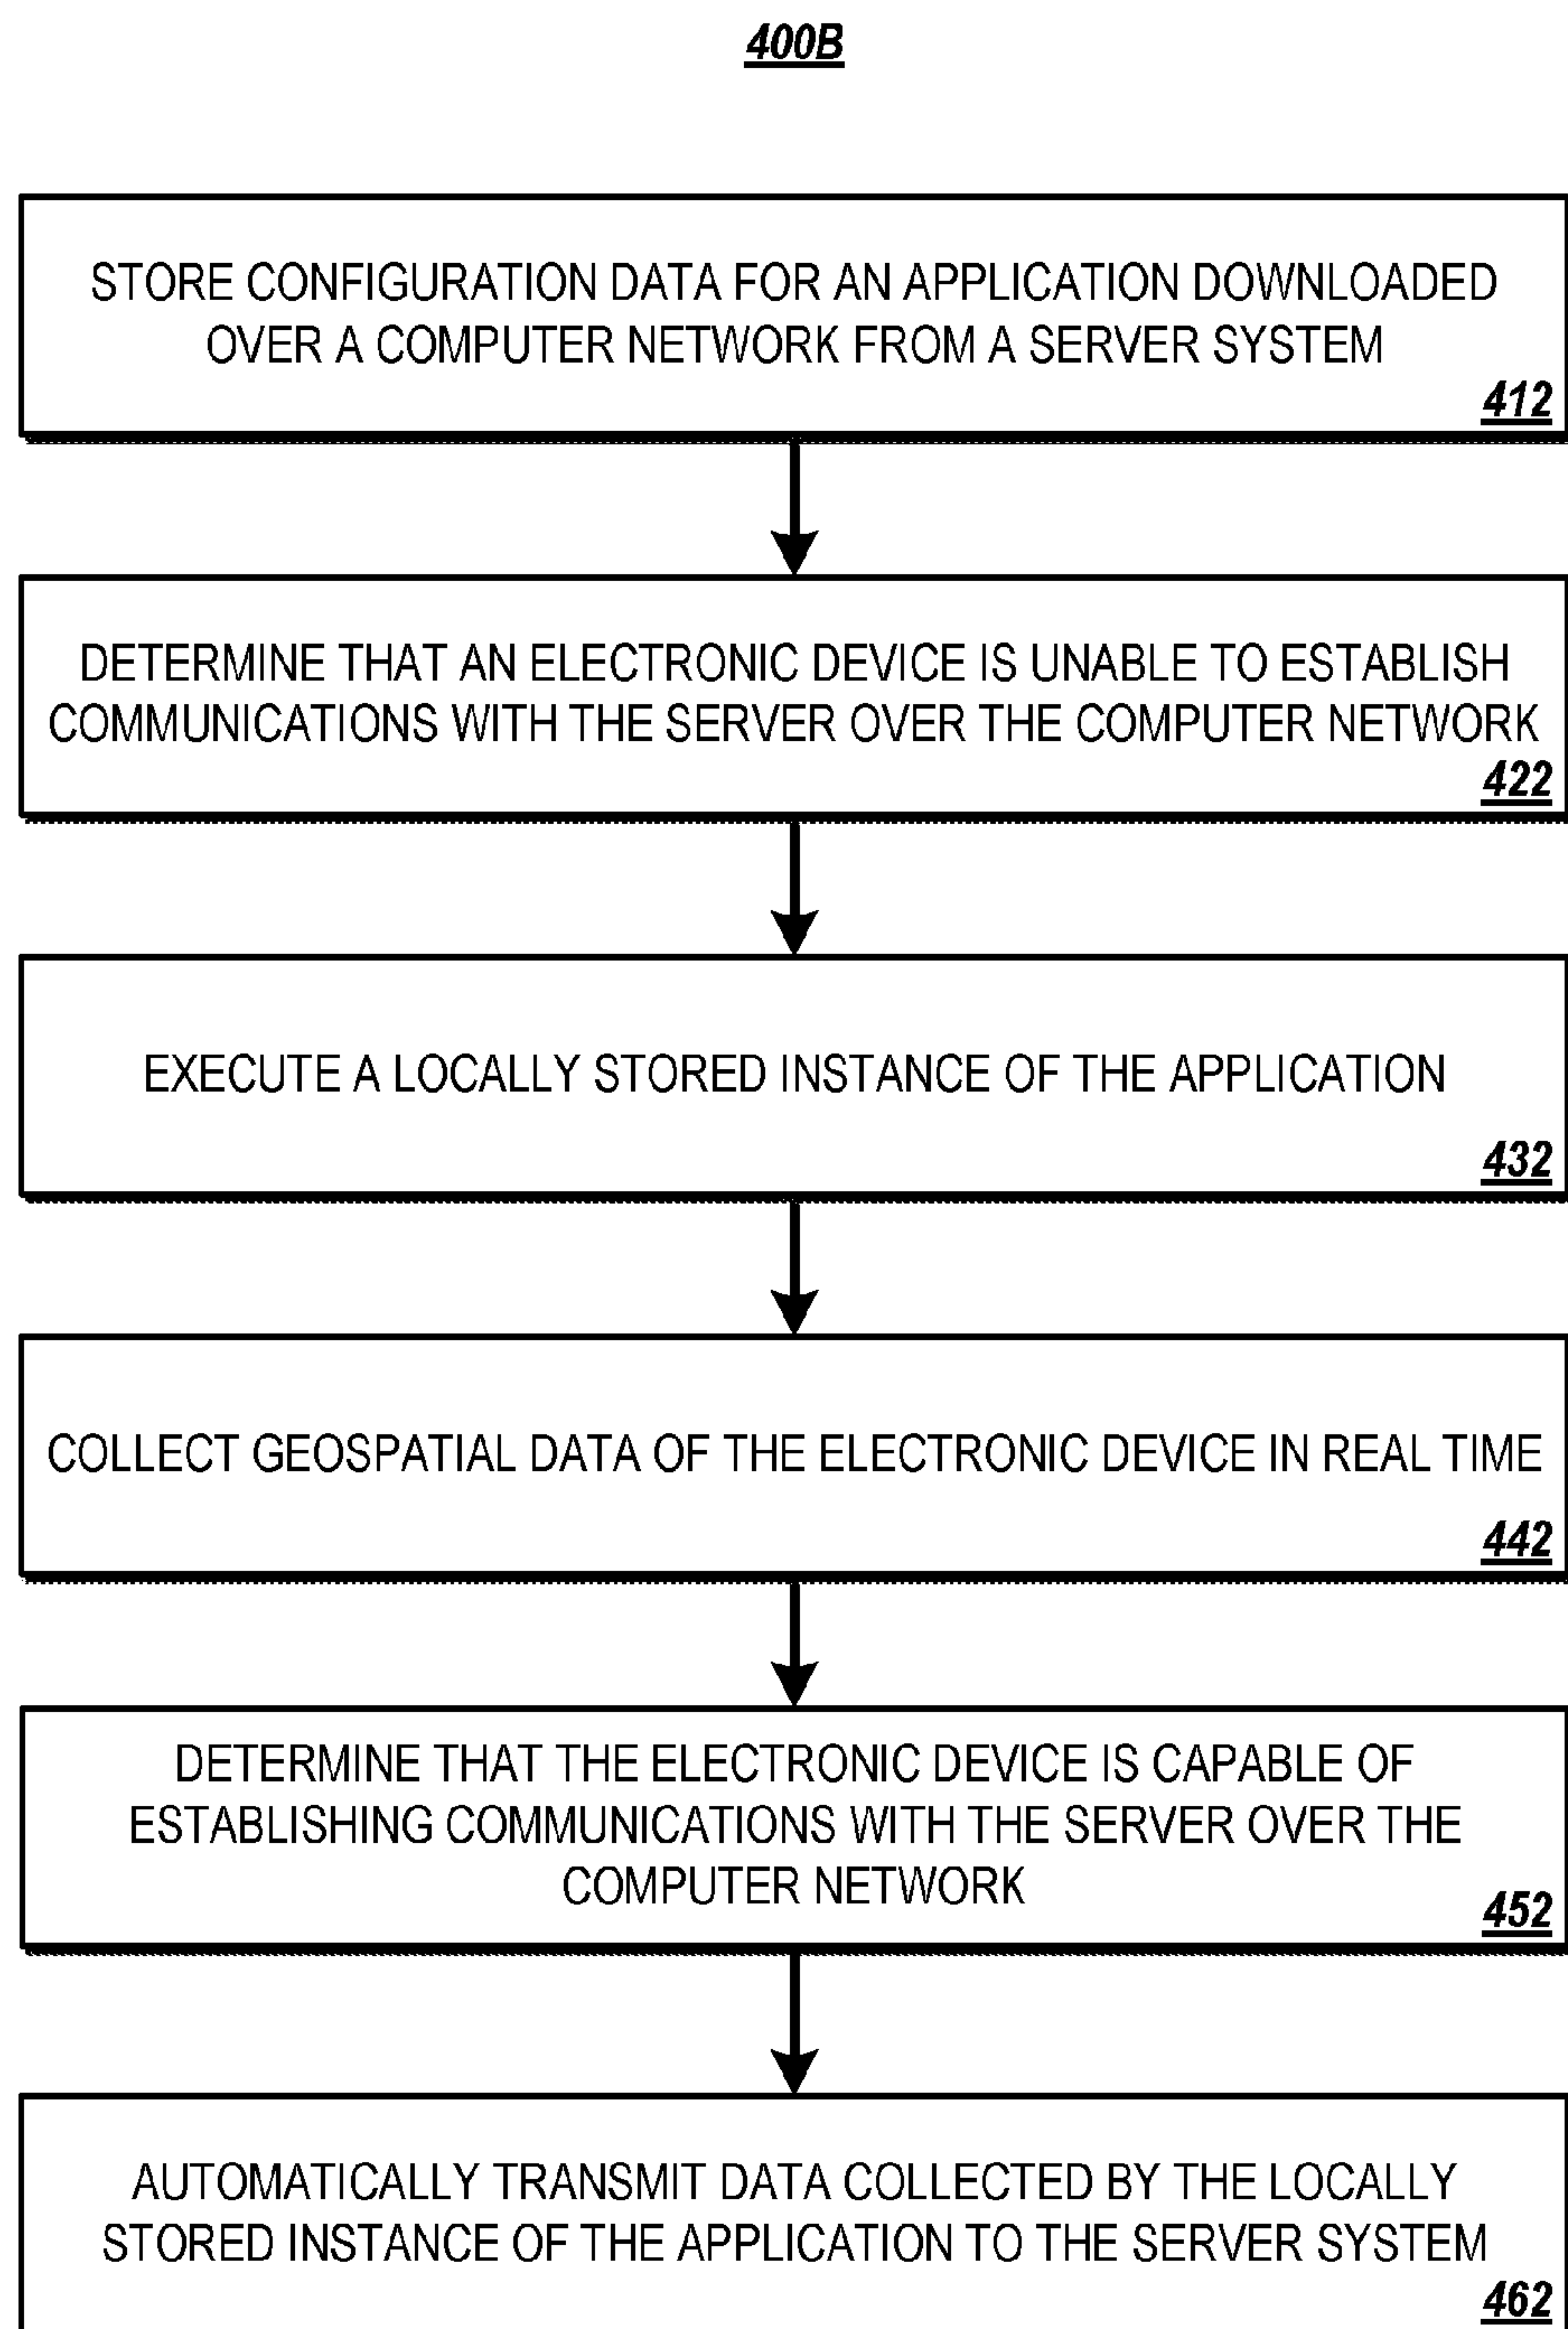 400B
STORE CONFIGURATION DATA FOR AN APPLICATION DOWNLOADED
OVER A COMPUTER NETWORK FROM A SERVER SYSTEM
412
DETERMINE THAT AN ELECTRONIC DEVICE IS UNABLE TO ESTABLISH
COMMUNICATIONS WITH THE SERVER OVER THE COMPUTER NETWORK
422
EXECUTE A LOCALLY STORED INSTANCE OF THE APPLICATION
432
COLLECT GEOSPATIAL DATA OF THE ELECTRONIC DEVICE IN REAL TIME
442
DETERMINE THAT THE ELECTRONIC DEVICE IS CAPABLE OF
ESTABLISHING COMMUNICATIONS WITH THE SERVER OVER THE
COMPUTER NETWORK
452
AUTOMATICALLY TRANSMIT DATA COLLECTED BY THE LOCALLY
STORED INSTANCE OF THE APPLICATION TO THE SERVER SYSTEM
462